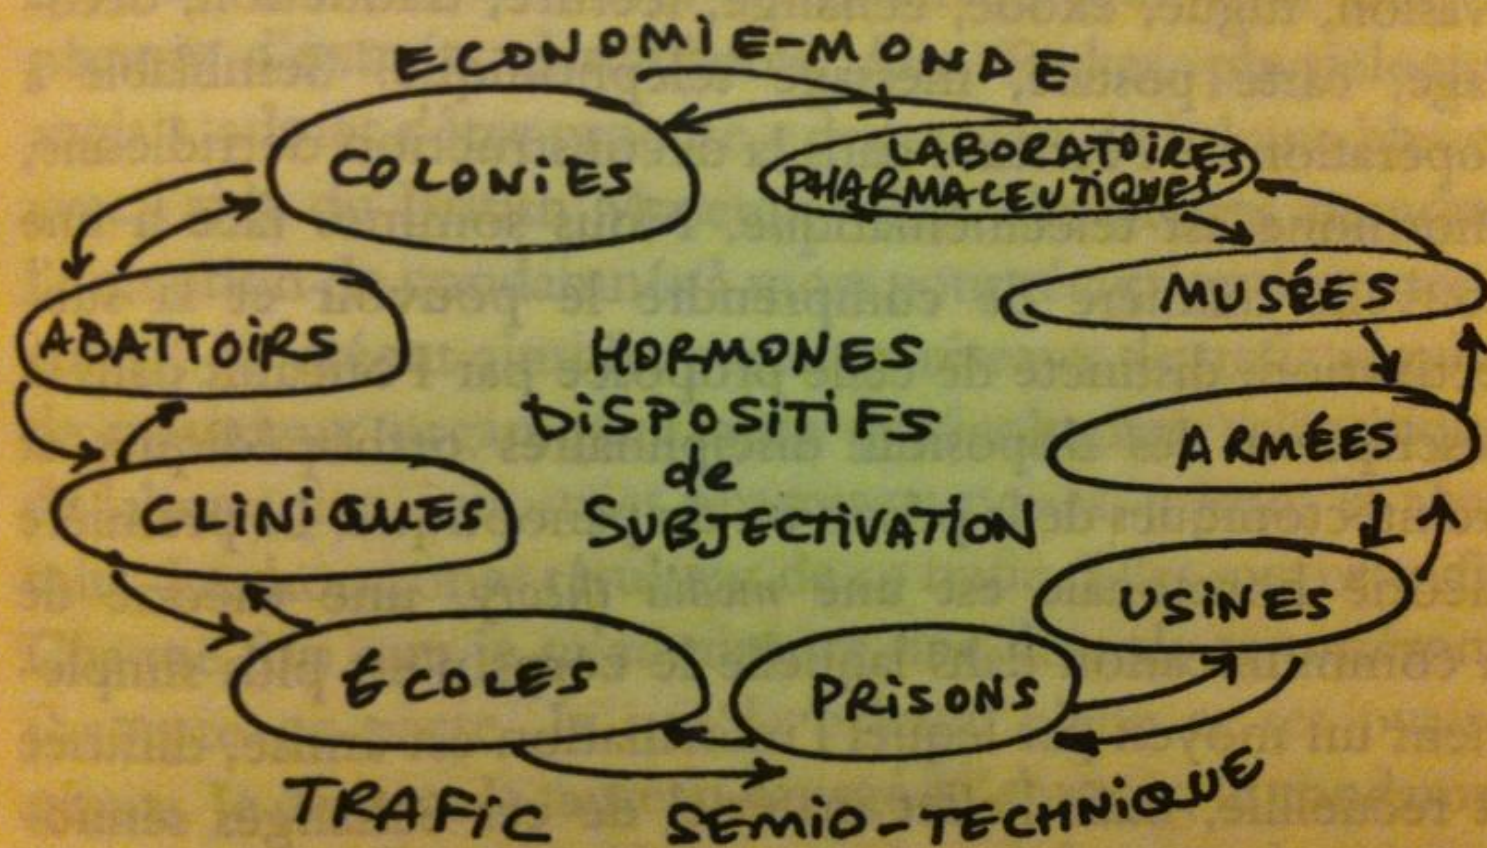 ECONOMIE-MONDE
COLONIES
LABORATOIRES
PHARMACEUTIQUES
MUSÉES
ABATTOIRS
HORMONES
DISPOSITIFS
de
SUBJECTIVATION
ARMÉES
CLINIQUES
USINES
ÉCOLES
PRISONS
TRAFIC SEMIO-TECHNIQUE